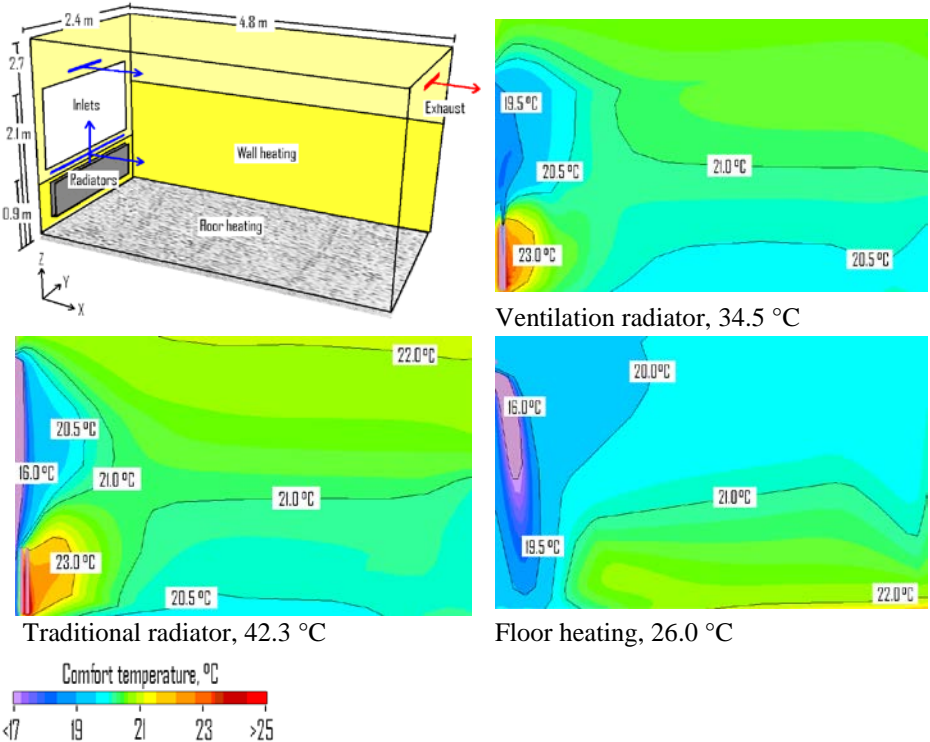 2.4 m
4.8 m
2.7
Inlets
Exhaust
2.1 m
Wall heating
Radiators
0.9 m
Floor heating
Z
Y
X
19.5 °C
21.0 °C
20.5 °C
23.0 °C
20.5 °C
Ventilation radiator, 34.5 °C
22.0 °C
20.5 °C
16.0 °C
21.0 °C
21.0 °C
23.0 °C
20.5 °C
Traditional radiator, 42.3 °C
20.0 °C
16.0 °C
21.0 °C
19.5 °C
22.0 °C
Floor heating, 26.0 °C
Comfort temperature, °C
<17 19 21 23 >25